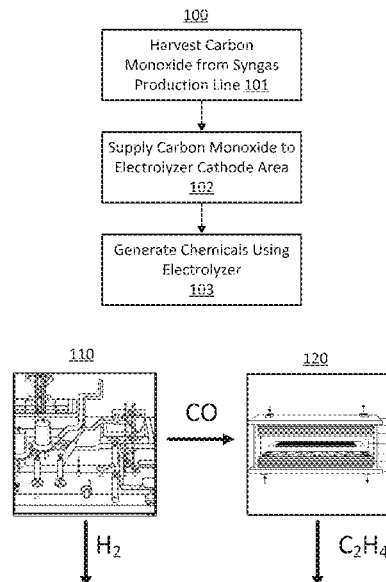 100
Harvest Carbon
Monoxide from Syngas
Production Line 101
Supply Carbon Monoxide to
Electrolyzer Cathode Area
102
Generate Chemicals Using
Electrolyzer
103
110
120
CO
H₂
C₂H₄